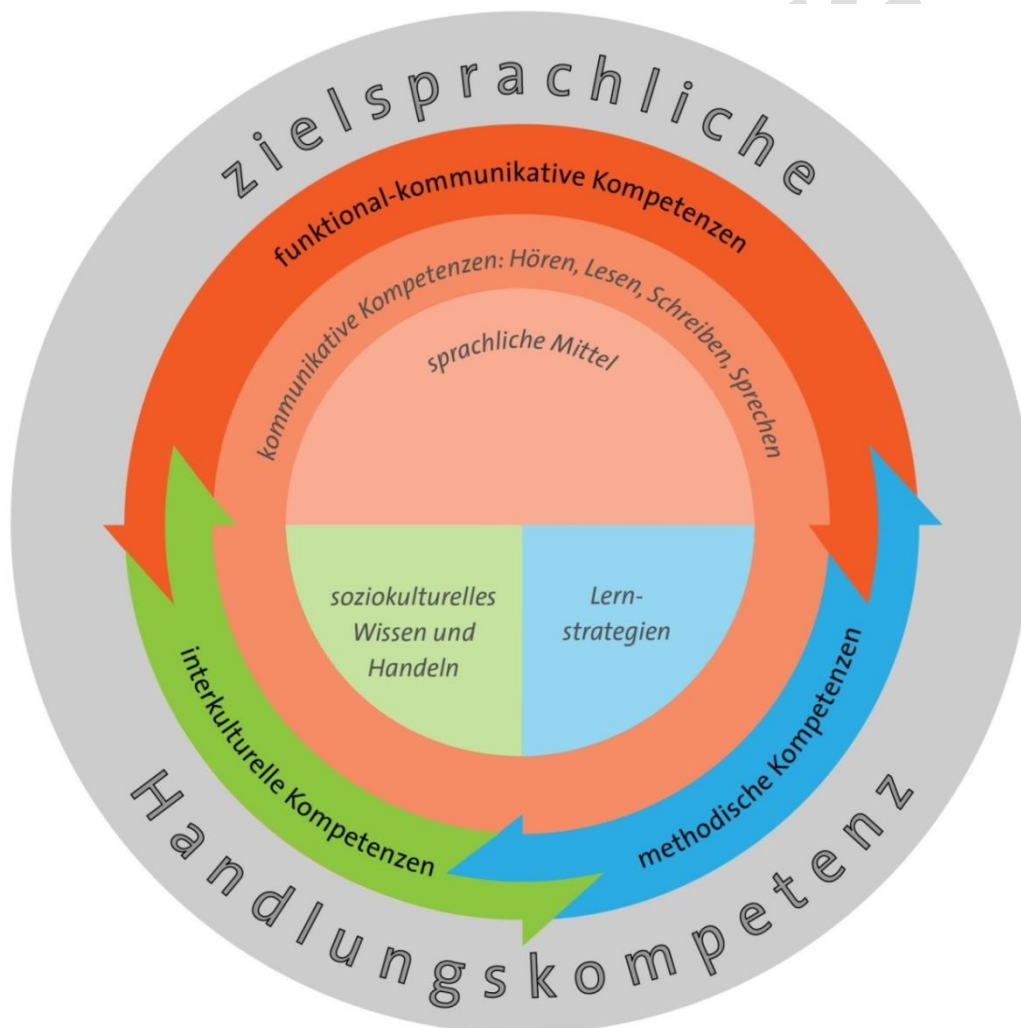 zielsprachliche
funktional-kommunikative Kompetenzen
kommunikative Kompetenzen: Hören, Lesen, Schreiben, Sprechen
sprachliche Mittel
soziokulturelles
Wissen und
Handeln
Lern-
strategien
interkulturelle Kompetenzen
methodische Kompetenzen
Handlungskompetenz